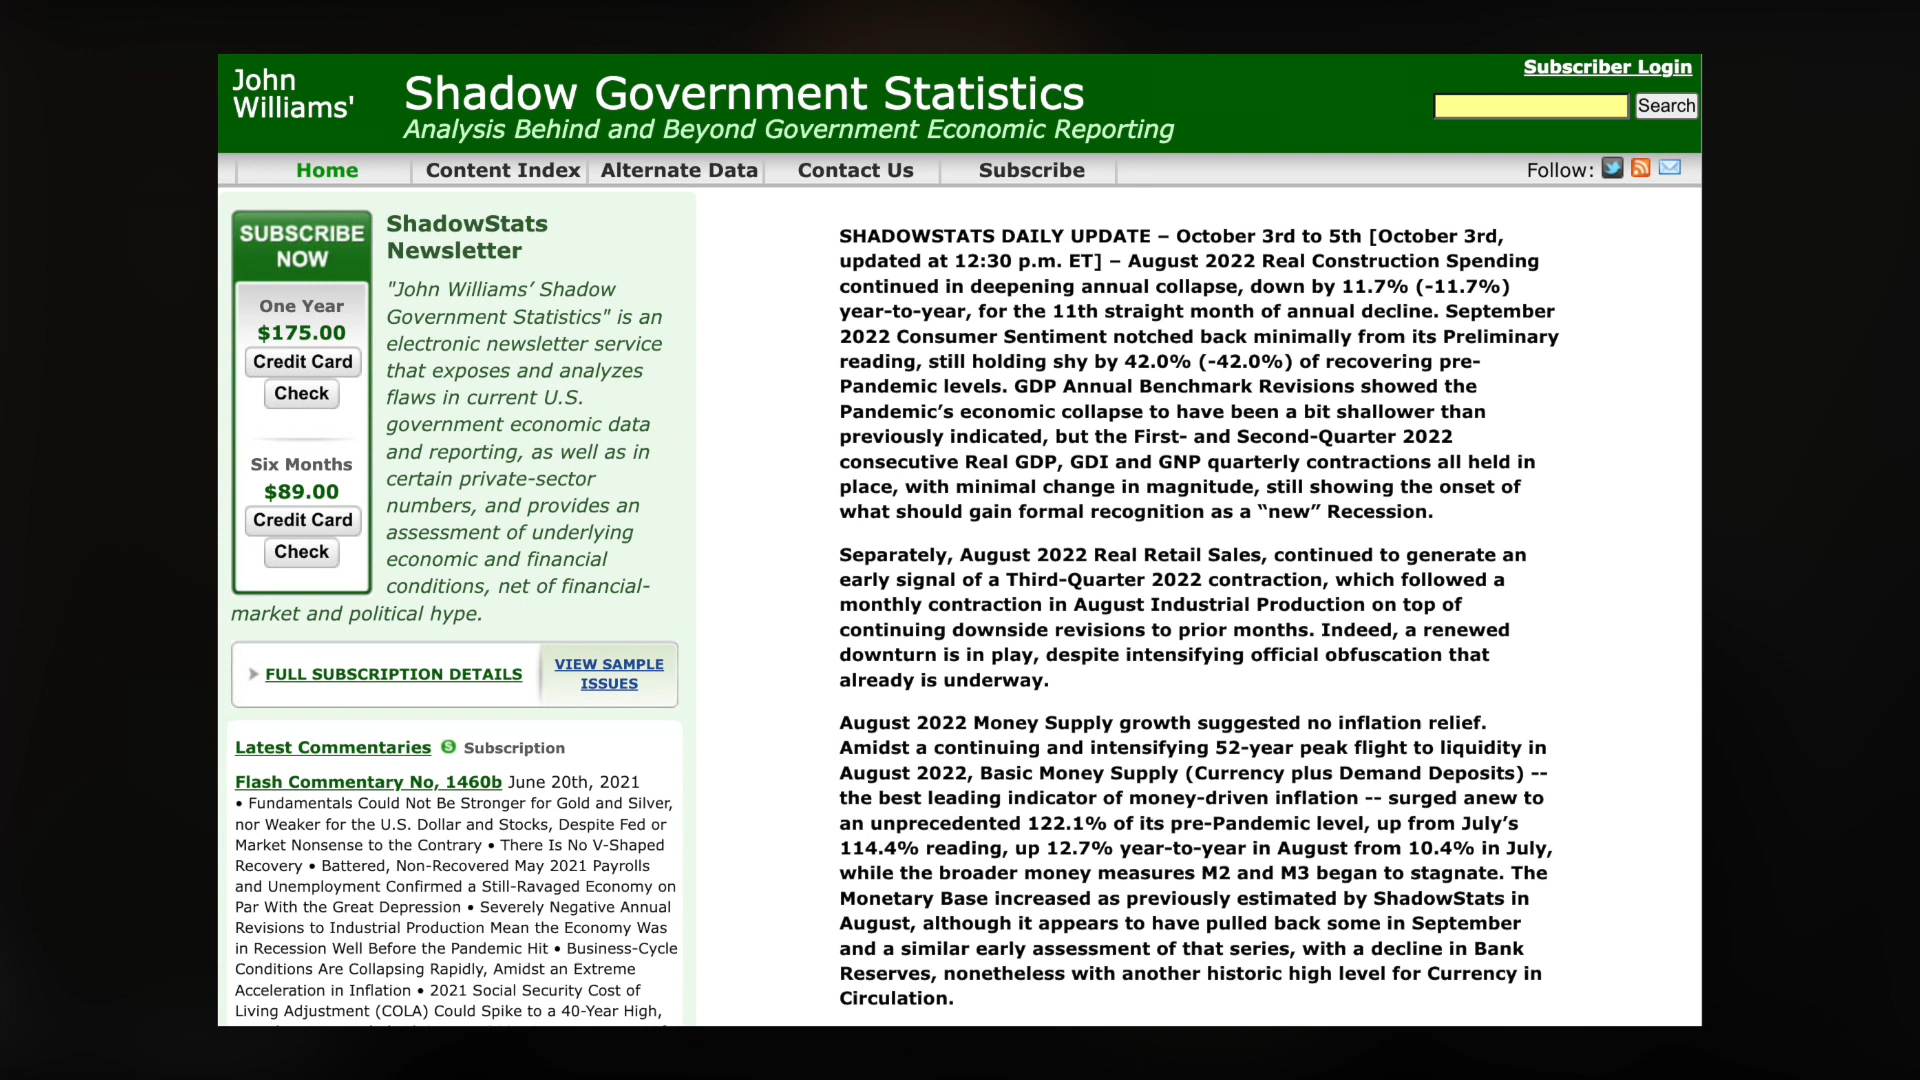 John
Williams'
Shadow Government Statistics
Analysis Behind and Beyond Government Economic Reporting
Subscriber Login
Search
Home
Content Index
Alternate Data
Contact Us
Subscribe
Follow:
SUBSCRIBE
NOW
One Year
$175.00
Credit Card
Check
Six Months
$89.00
Credit Card
Check
ShadowStats
Newsletter
"John Williams’ Shadow
Government Statistics" is an
electronic newsletter service
that exposes and analyzes
flaws in current U.S.
government economic data
and reporting, as well as in
certain private-sector
numbers, and provides an
assessment of underlying
economic and financial
conditions, net of financial-
market and political hype.
FULL SUBSCRIPTION DETAILS
VIEW SAMPLE
ISSUES
Latest Commentaries S Subscription
Flash Commentary No, 1460b June 20th, 2021
• Fundamentals Could Not Be Stronger for Gold and Silver,
nor Weaker for the U.S. Dollar and Stocks, Despite Fed or
Market Nonsense to the Contrary • There Is No V-Shaped
Recovery • Battered, Non-Recovered May 2021 Payrolls
and Unemployment Confirmed a Still-Ravaged Economy on
Par With the Great Depression • Severely Negative Annual
Revisions to Industrial Production Mean the Economy Was
in Recession Well Before the Pandemic Hit • Business-Cycle
Conditions Are Collapsing Rapidly, Amidst an Extreme
Acceleration in Inflation • 2021 Social Security Cost of
Living Adjustment (COLA) Could Spike to a 40-Year High,
SHADOWSTATS DAILY UPDATE – October 3rd to 5th [October 3rd,
updated at 12:30 p.m. ET] – August 2022 Real Construction Spending
continued in deepening annual collapse, down by 11.7% (-11.7%)
year-to-year, for the 11th straight month of annual decline. September
2022 Consumer Sentiment notched back minimally from its Preliminary
reading, still holding shy by 42.0% (-42.0%) of recovering pre-
Pandemic levels. GDP Annual Benchmark Revisions showed the
Pandemic’s economic collapse to have been a bit shallower than
previously indicated, but the First- and Second-Quarter 2022
consecutive Real GDP, GDI and GNP quarterly contractions all held in
place, with minimal change in magnitude, still showing the onset of
what should gain formal recognition as a “new” Recession.
Separately, August 2022 Real Retail Sales, continued to generate an
early signal of a Third-Quarter 2022 contraction, which followed a
monthly contraction in August Industrial Production on top of
continuing downside revisions to prior months. Indeed, a renewed
downturn is in play, despite intensifying official obfuscation that
already is underway.
August 2022 Money Supply growth suggested no inflation relief.
Amidst a continuing and intensifying 52-year peak flight to liquidity in
August 2022, Basic Money Supply (Currency plus Demand Deposits) --
the best leading indicator of money-driven inflation -- surged anew to
an unprecedented 122.1% of its pre-Pandemic level, up from July’s
114.4% reading, up 12.7% year-to-year in August from 10.4% in July,
while the broader money measures M2 and M3 began to stagnate. The
Monetary Base increased as previously estimated by ShadowStats in
August, although it appears to have pulled back some in September
and a similar early assessment of that series, with a decline in Bank
Reserves, nonetheless with another historic high level for Currency in
Circulation.